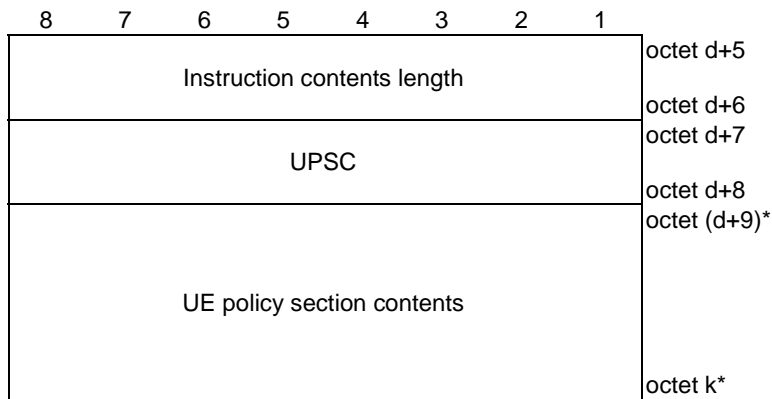 8 7 6 5 4 3 2 1
octet d+5
Instruction contents length
octet d+6
octet d+7
UPSC
octet d+8
octet (d+9)*
UE policy section contents
octet k*